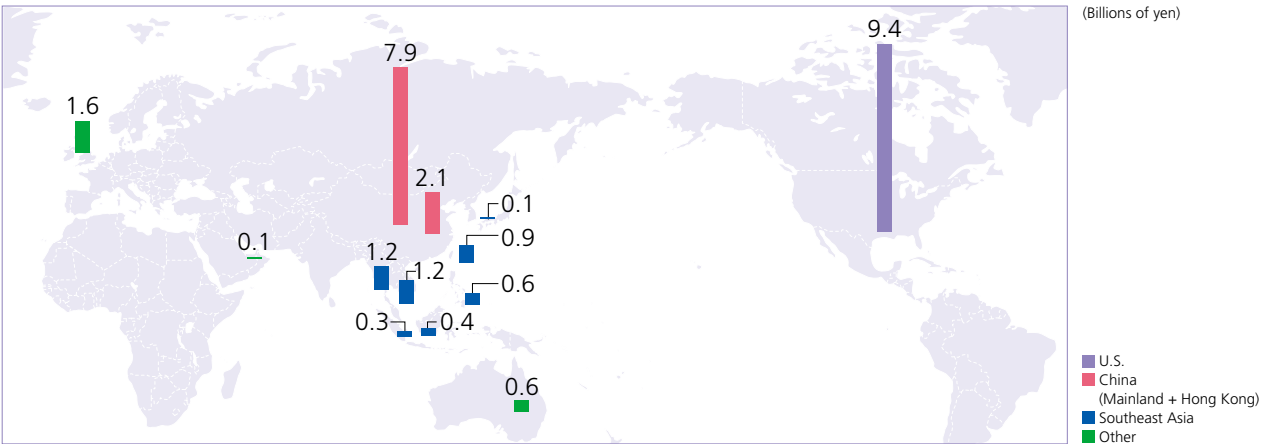 (Billions of yen)
9.4
7.9
1.6
2.1
0.1
0.9
0.1
1.2
1.2
0.6
0.3
0.4
0.6
U.S.
China
(Mainland + Hong Kong)
Southeast Asia
Other